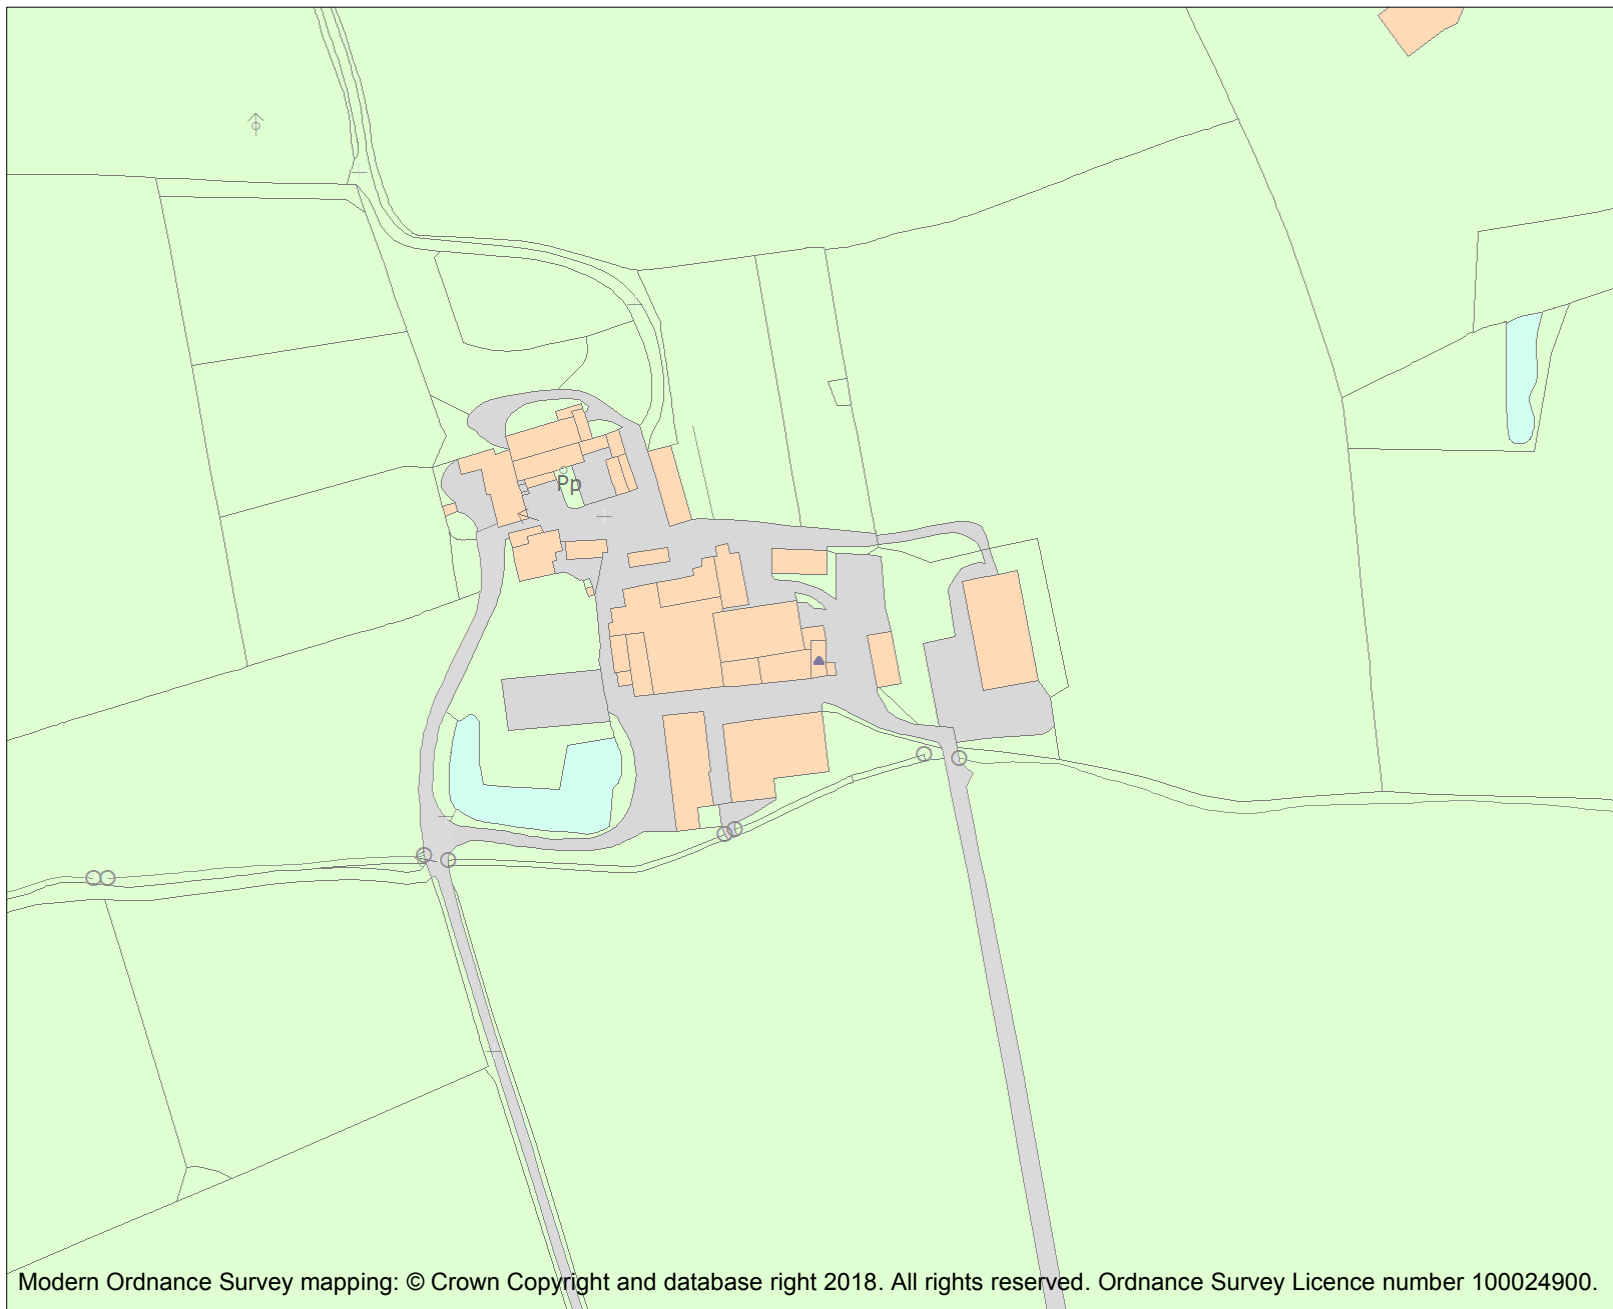 Pp
Modern Ordnance Survey mapping: © Crown Copyright and database right 2018. All rights reserved. Ordnance Survey Licence number 100024900.